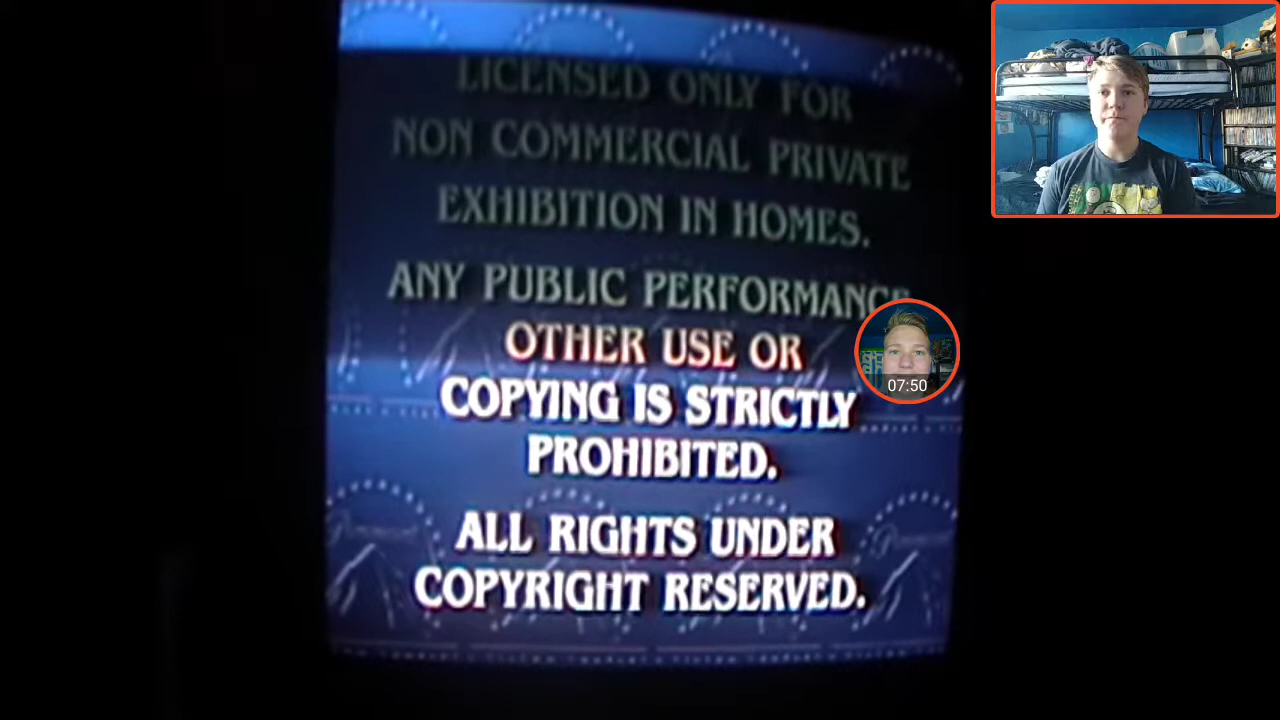 LICENSED ONLY FOR
NON COMMERCIAL PRIVATE
EXHIBITION IN HOMES.
ANY PUBLIC PERFORMANCE
OTHER USE OR
COPYING IS STRICTLY
PROHIBITED.
ALL RIGHTS UNDER
COPYRIGHT RESERVED.
07:50